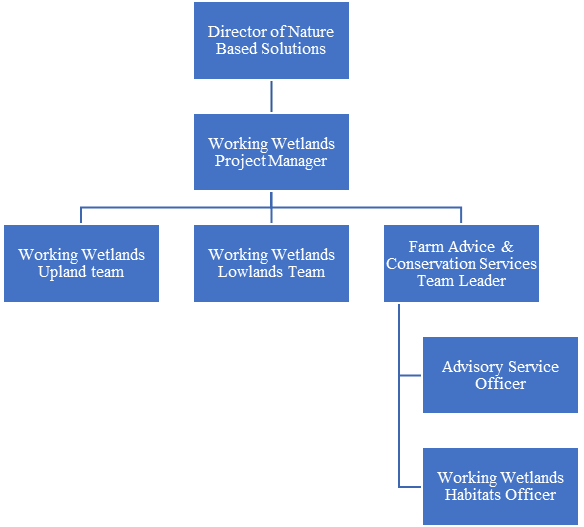 Director of Nature
Based Solutions
Working Wetlands
Project Manager
Working Wetlands
Upland team
Working Wetlands
Lowlands Team
Farm Advice &
Conservation Services
Team Leader
Advisory Service
Officer
Working Wetlands
Habitats Officer